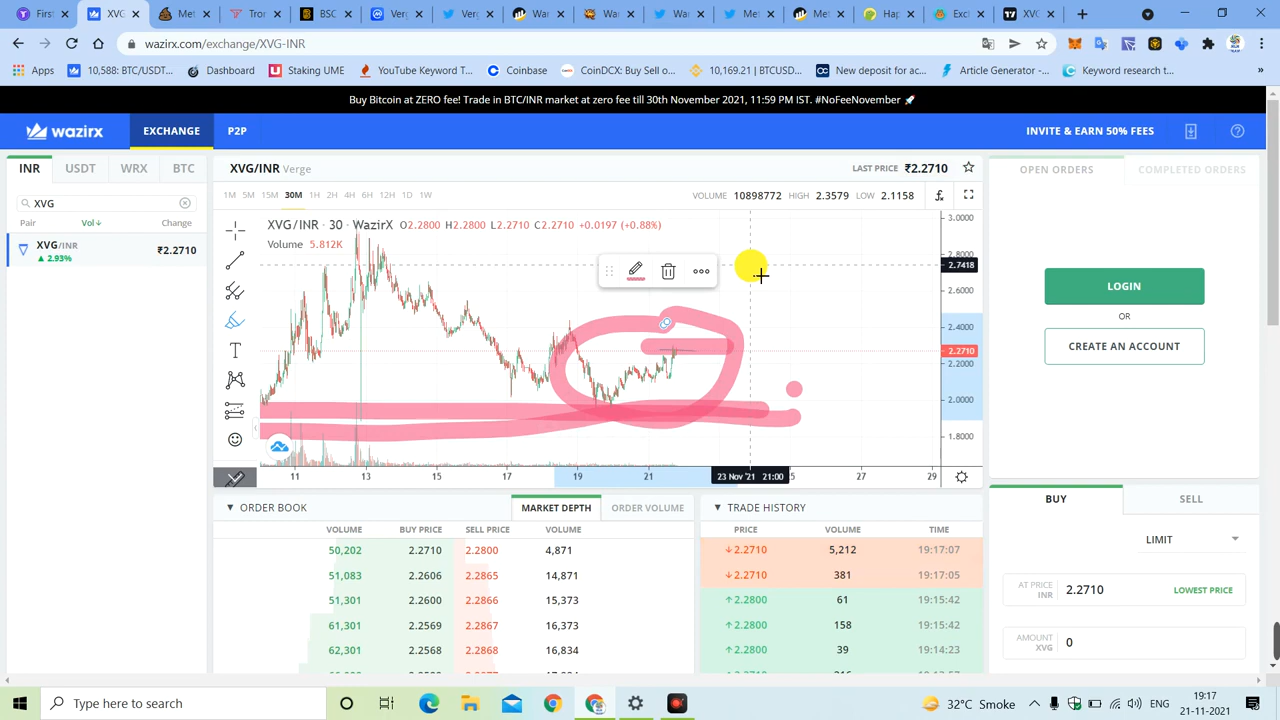 10,588: BTC/USDT...
Hap
wazirx.com/exchange/XVG-INR
Apps
10,588: BTC/USDT... Dashboard Staking UME YouTube Keyword T... Coinbase CoinDCX: Buy Sell o... 10,169.21 | BTCUSD... New deposit for ac... Article Generator -... Keyword research t...
Buy Bitcoin at ZERO fee! Trade in BTC/INR market at zero fee till 30th November 2021, 11:59 PM IST. #NoFeeNovember 🚀
wazirx EXCHANGE P2P INVITE & EARN 50% FEES
INR USDT WRX BTC
XVG
Pair Vol↓ Change
XVG/INR ₹2.2710
▲ 2.93%
XVG/INR Verge LAST PRICE ₹2.2710
1M 5M 15M 30M 1H 2H 4H 6H 12H 1D 1W VOLUME 10898772 HIGH 2.3579 LOW 2.1158
XVG/INR · 30 · WazirX O2.2800 H2.2800 L2.2710 C2.2710 +0.0197 (+0.88%)
Volume 5.812K
3.0000
2.8000
2.7418
2.6000
2.4000
2.2710
2.2000
2.0000
1.8000
11 13 15 17 19 21 23 Nov '21 21:00 5 27 29
OPEN ORDERS COMPLETED ORDERS
LOGIN
OR
CREATE AN ACCOUNT
▼ ORDER BOOK MARKET DEPTH ORDER VOLUME
VOLUME BUY PRICE SELL PRICE VOLUME
50,202 2.2710 2.2800 4,871
51,083 2.2606 2.2865 14,871
51,301 2.2600 2.2866 15,373
61,301 2.2569 2.2867 16,373
62,301 2.2568 2.2868 16,834
▼ TRADE HISTORY
PRICE VOLUME TIME
↓ 2.2710 5,212 19:17:07
↓ 2.2710 381 19:17:05
↑ 2.2800 61 19:15:42
↑ 2.2800 158 19:15:42
↑ 2.2800 39 19:14:23
BUY SELL
LIMIT
AT PRICE INR 2.2710 LOWEST PRICE
AMOUNT XVG 0
Type here to search
32°C Smoke
ENG
19:17
21-11-2021